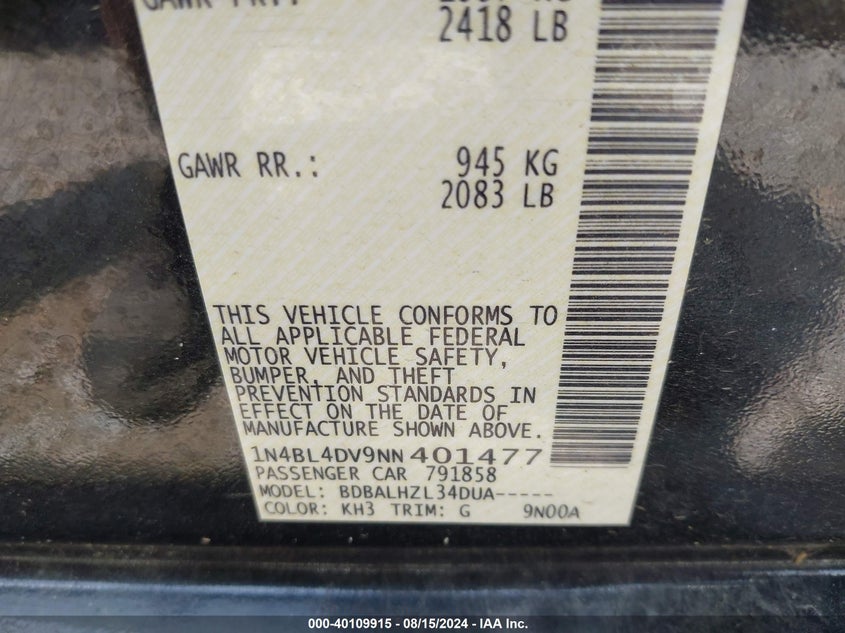 GAWR FRT:
2418 LB
GAWR RR.: 945 KG
2083 LB
THIS VEHICLE CONFORMS TO
ALL APPLICABLE FEDERAL
MOTOR VEHICLE SAFETY,
BUMPER, AND THEFT
PREVENTION STANDARDS IN
EFFECT ON THE DATE OF
MANUFACTURE SHOWN ABOVE.
1N4BL4DV9NN401477
PASSENGER CAR 791858
MODEL: BDBALHZL34DUA-----
COLOR: KH3 TRIM: G 9N00A
000-40109915 - 08/15/2024 - IAA Inc.